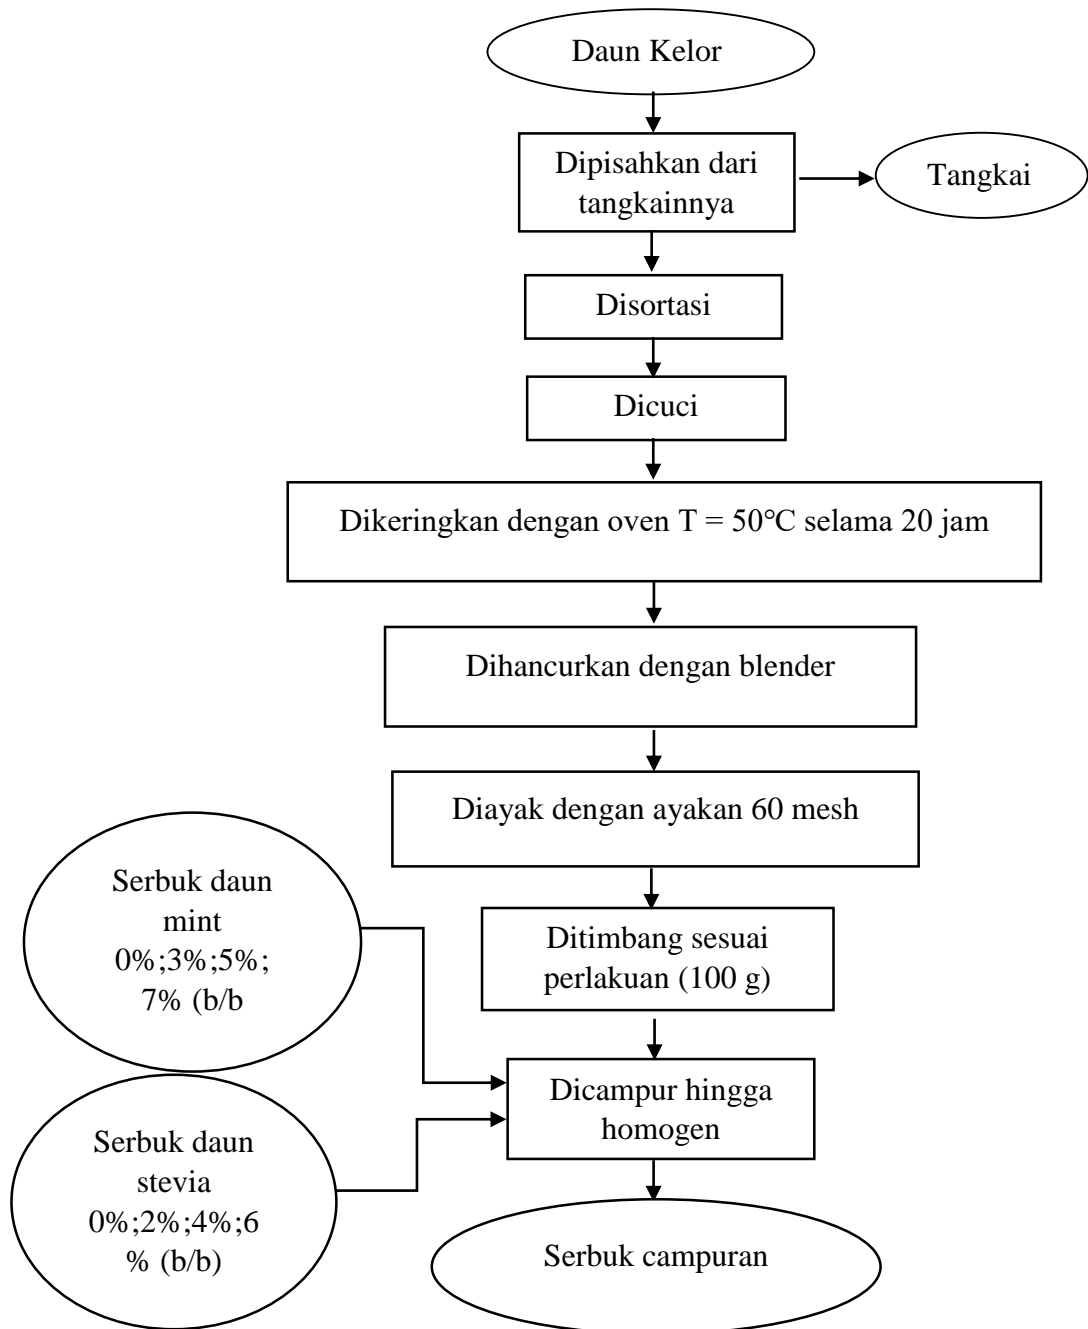 Daun Kelor
Dipisahkan dari
tangkainnya
Tangkai
Disortasi
Dicuci
Dikeringkan dengan oven T = 50℃ selama 20 jam
Dihancurkan dengan blender
Diayak dengan ayakan 60 mesh
Serbuk daun
mint
0%;3%;5%;
7% (b/b
Ditimbang sesuai
perlakuan (100 g)
Dicampur hingga
homogen
Serbuk daun
stevia
0%;2%;4%;6
% (b/b)
Serbuk campuran